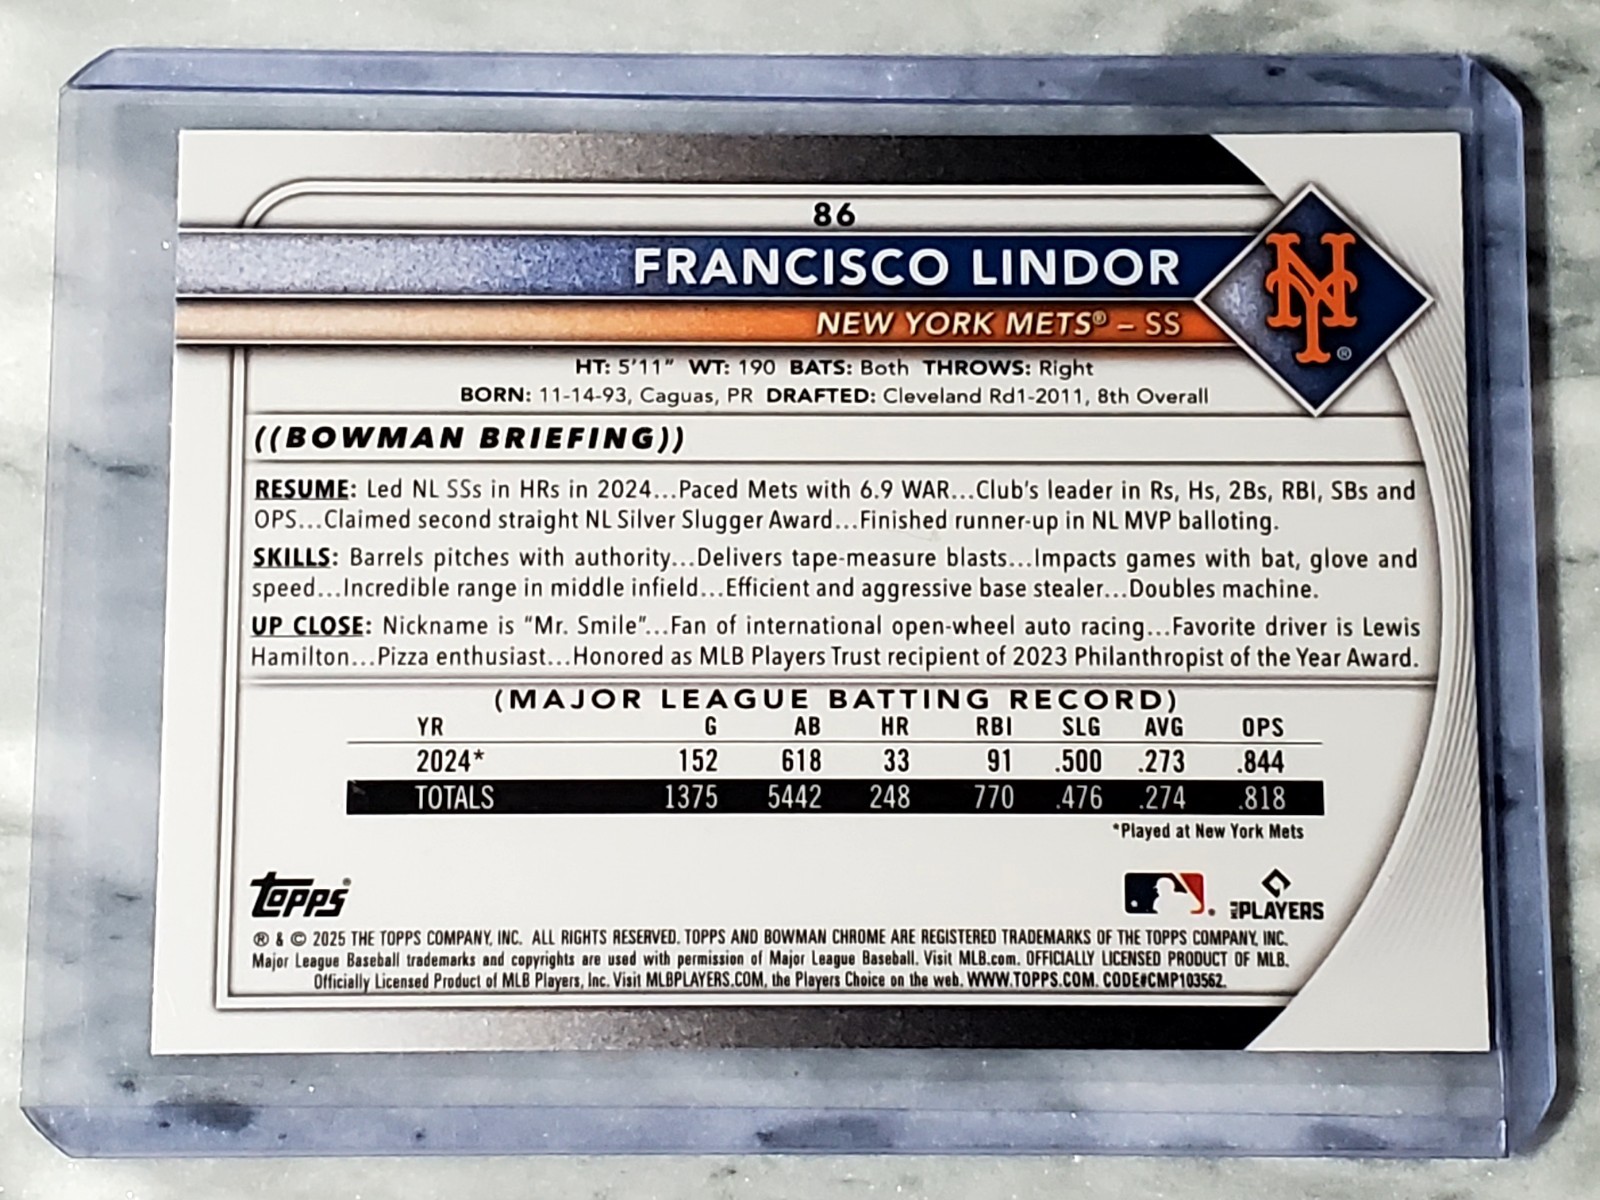 86
FRANCISCO LINDOR
NEW YORK METS® – SS
NY
®
HT: 5'11" WT: 190 BATS: Both THROWS: Right
BORN: 11-14-93, Caguas, PR DRAFTED: Cleveland Rd1-2011, 8th Overall
((BOWMAN BRIEFING))
RESUME: Led NL SSs in HRs in 2024...Paced Mets with 6.9 WAR...Club's leader in Rs, Hs, 2Bs, RBI, SBs and
OPS...Claimed second straight NL Silver Slugger Award...Finished runner-up in NL MVP balloting.
SKILLS: Barrels pitches with authority...Delivers tape-measure blasts...Impacts games with bat, glove and
speed...Incredible range in middle infield...Efficient and aggressive base stealer...Doubles machine.
UP CLOSE: Nickname is "Mr. Smile"...Fan of international open-wheel auto racing...Favorite driver is Lewis
Hamilton...Pizza enthusiast...Honored as MLB Players Trust recipient of 2023 Philanthropist of the Year Award.
(MAJOR LEAGUE BATTING RECORD)
YR G AB HR RBI SLG AVG OPS
2024* 152 618 33 91 .500 .273 .844
TOTALS 1375 5442 248 770 .476 .274 .818
*Played at New York Mets
Topps®
MLB PLAYERS
® & © 2025 THE TOPPS COMPANY, INC. ALL RIGHTS RESERVED. TOPPS AND BOWMAN CHROME ARE REGISTERED TRADEMARKS OF THE TOPPS COMPANY, INC.
Major League Baseball trademarks and copyrights are used with permission of Major League Baseball. Visit MLB.com. OFFICIALLY LICENSED PRODUCT OF MLB.
Officially Licensed Product of MLB Players, Inc. Visit MLBPLAYERS.COM, the Players Choice on the web. WWW.TOPPS.COM. CODE#CMP103562.